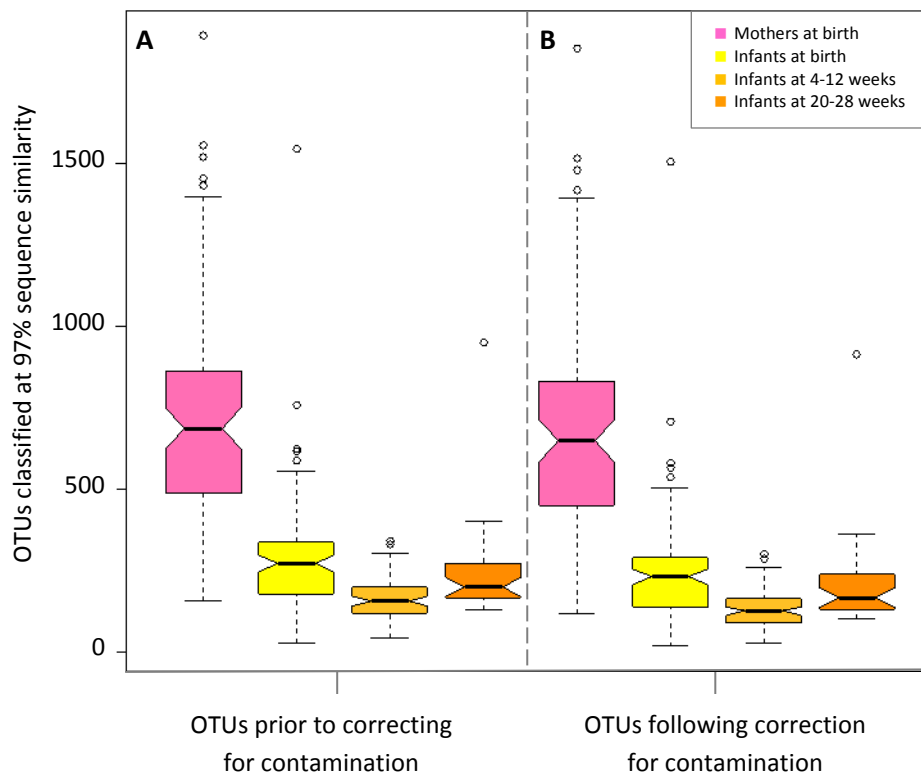 A
B
Mothers at birth
Infants at birth
Infants at 4-12 weeks
Infants at 20-28 weeks
OTUs classified at 97% sequence similarity
1500
1000
500
0
OTUs prior to correcting
for contamination
OTUs following correction
for contamination